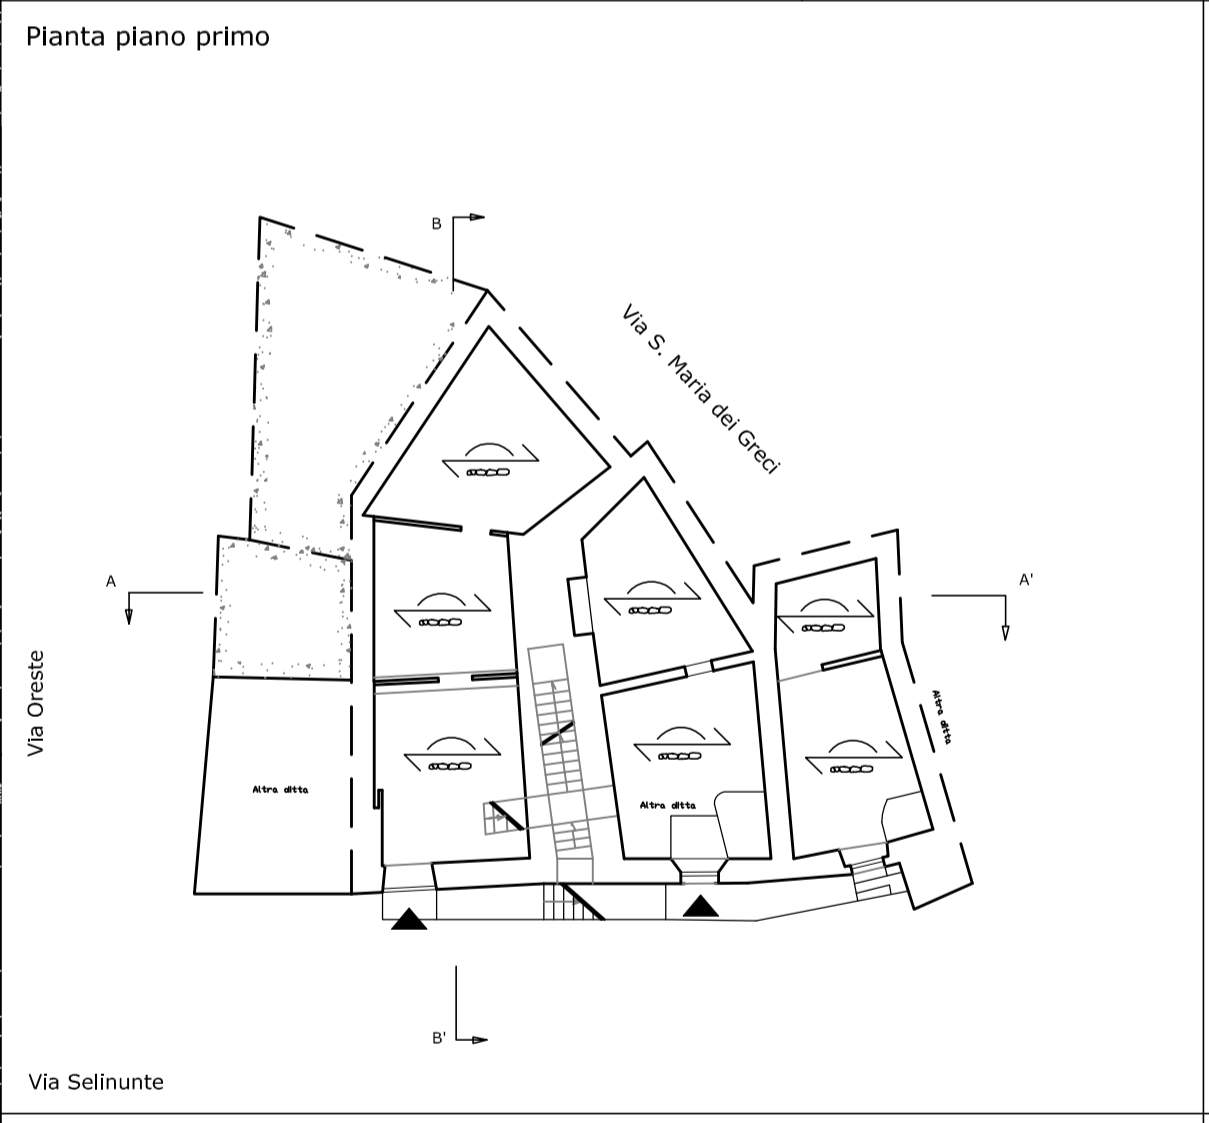 Pianta piano primo
B
Via S. Maria dei Greci
A
A'
Via Oreste
Altra ditta
Altra ditta
Altra ditta
B'
Via Selinunte